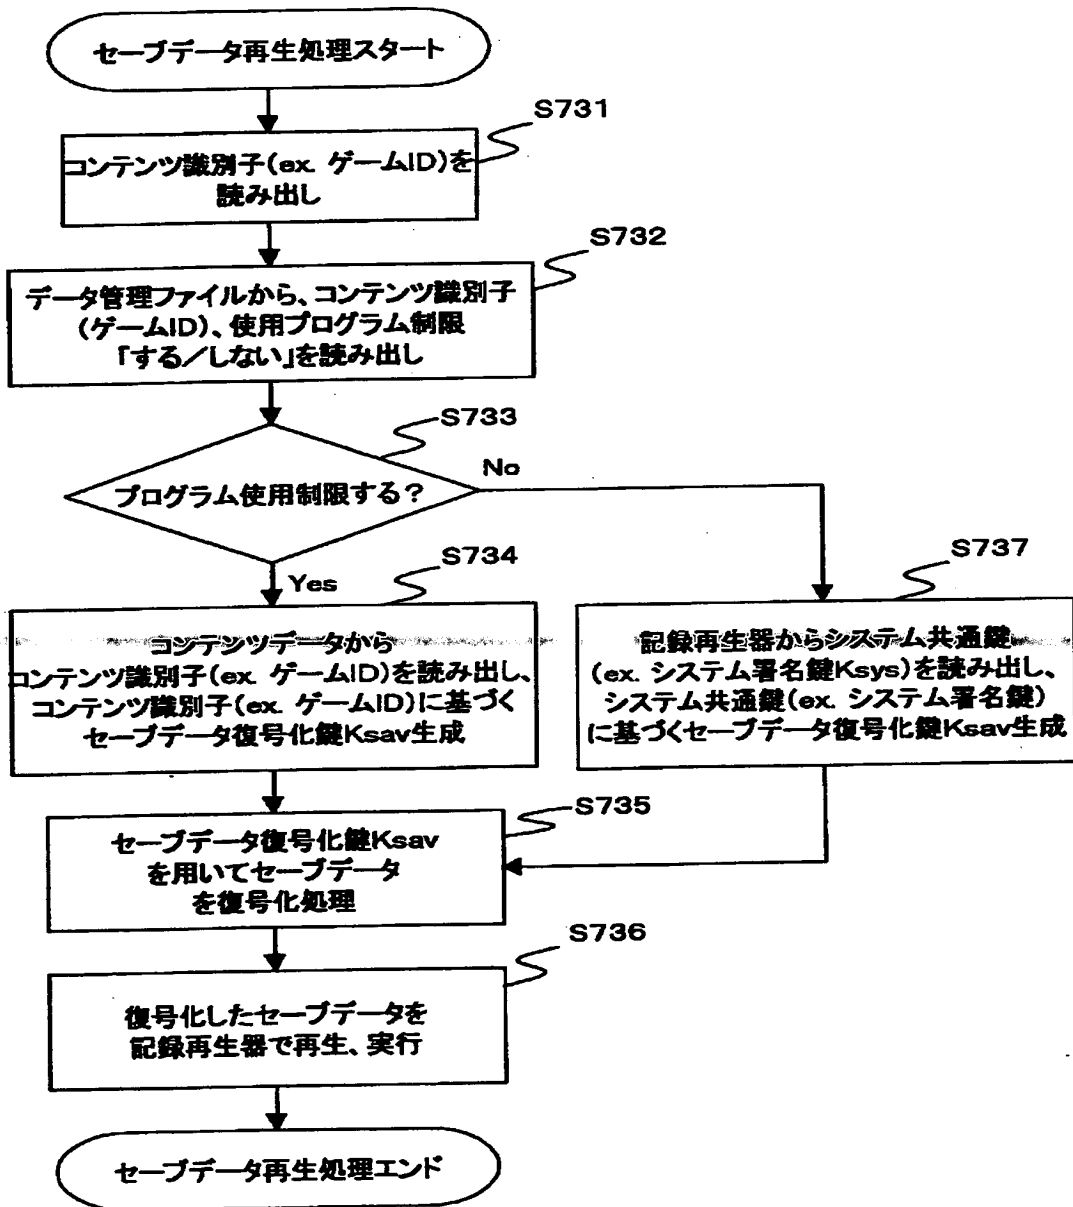 セーブデータ再生処理スタート
S731
コンテンツ識別子(ex. ゲームID)を
読み出し
S732
データ管理ファイルから、コンテンツ識別子
(ゲームID)、使用プログラム制限
「する/しない」を読み出し
S733
プログラム使用制限する?
No
Yes
S734
コンテンツデータから
コンテンツ識別子(ex. ゲームID)を読み出し、
コンテンツ識別子(ex. ゲームID)に基づく
セーブデータ復号化鍵Ksav生成
S737
記録再生器からシステム共通鍵
(ex. システム署名鍵Ksys)を読み出し、
システム共通鍵(ex. システム署名鍵)
に基づくセーブデータ復号化鍵Ksav生成
S735
セーブデータ復号化鍵Ksav
を用いてセーブデータ
を復号化処理
S736
復号化したセーブデータを
記録再生器で再生、実行
セーブデータ再生処理エンド